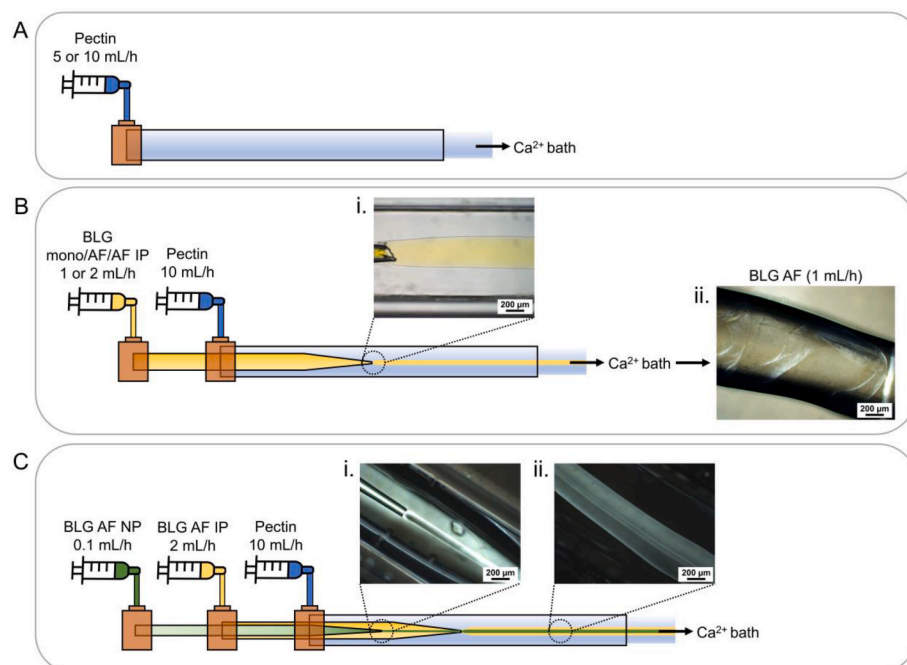 A
Pectin
5 or 10 mL/h
Ca²⁺ bath
B
BLG
mono/AF/AF IP
1 or 2 mL/h
Pectin
10 mL/h
i.
200 µm
Ca²⁺ bath
BLG AF (1 mL/h)
ii.
200 µm
C
BLG AF NP
0.1 mL/h
BLG AF IP
2 mL/h
Pectin
10 mL/h
i.
200 µm
ii.
200 µm
Ca²⁺ bath